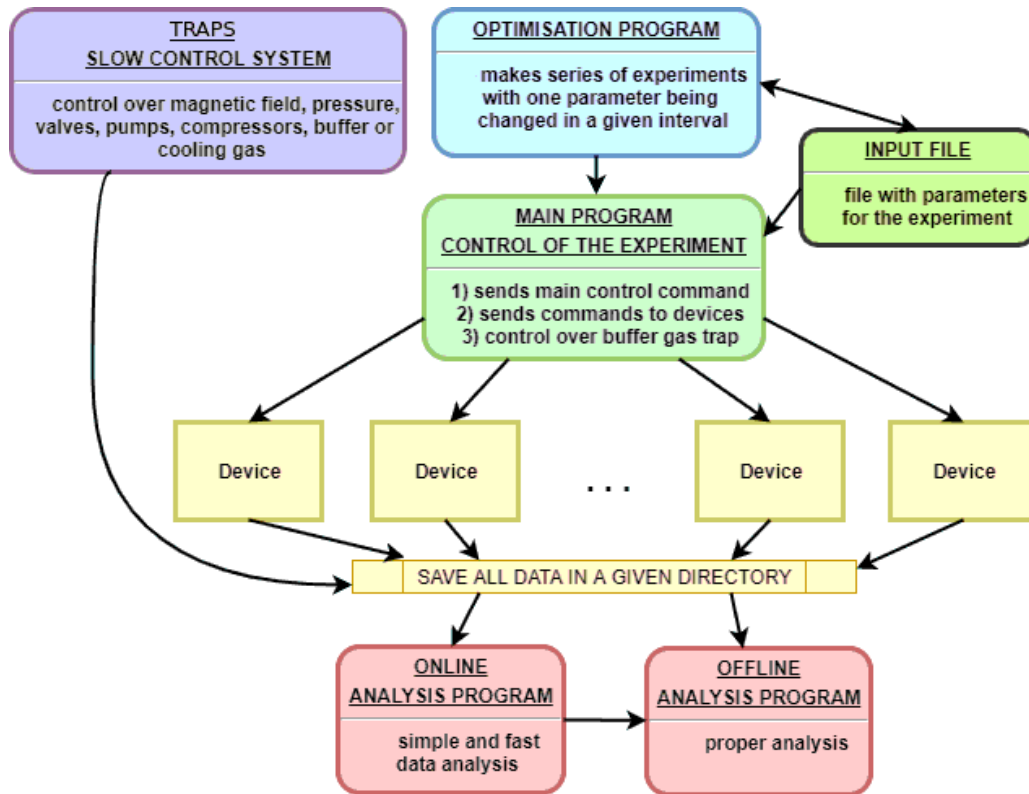 TRAPS
SLOW CONTROL SYSTEM
control over magnetic field, pressure,
valves, pumps, compressors, buffer or
cooling gas
OPTIMISATION PROGRAM
makes series of experiments
with one parameter being
changed in a given interval
INPUT FILE
file with parameters
for the experiment
MAIN PROGRAM
CONTROL OF THE EXPERIMENT
1) sends main control command
2) sends commands to devices
3) control over buffer gas trap
Device
Device
. . .
Device
Device
SAVE ALL DATA IN A GIVEN DIRECTORY
ONLINE
ANALYSIS PROGRAM
simple and fast
data analysis
OFFLINE
ANALYSIS PROGRAM
proper analysis